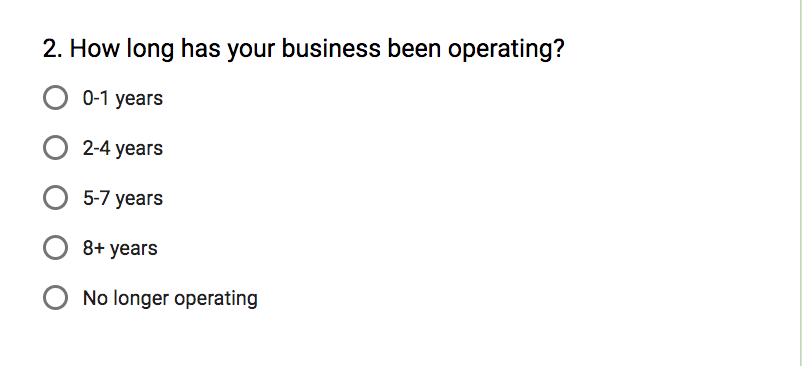 2. How long has your business been operating?
0-1 years
2-4 years
5-7 years
8+ years
No longer operating